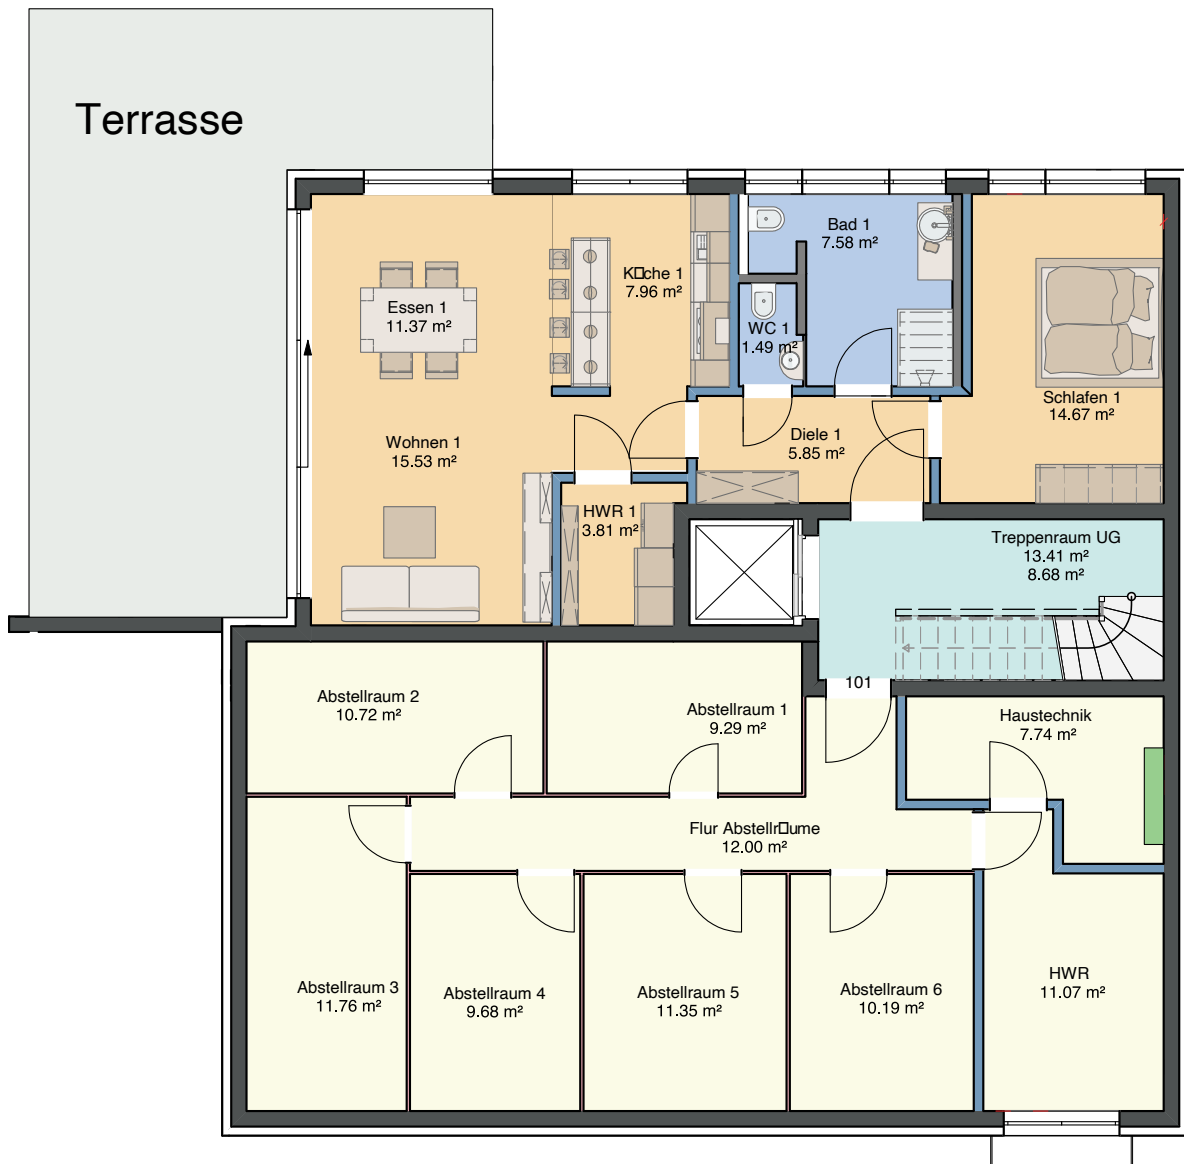 Terrasse
Bad 1
7.58 m²
K□che 1
7.96 m²
Essen 1
11.37 m²
WC 1
1.49 m²
Schlafen 1
14.67 m²
Diele 1
5.85 m²
Wohnen 1
15.53 m²
HWR 1
3.81 m²
Treppenraum UG
13.41 m²
8.68 m²
101
Abstellraum 2
10.72 m²
Abstellraum 1
9.29 m²
Haustechnik
7.74 m²
Flur Abstellr□ume
12.00 m²
Abstellraum 3
11.76 m²
Abstellraum 4
9.68 m²
Abstellraum 5
11.35 m²
Abstellraum 6
10.19 m²
HWR
11.07 m²